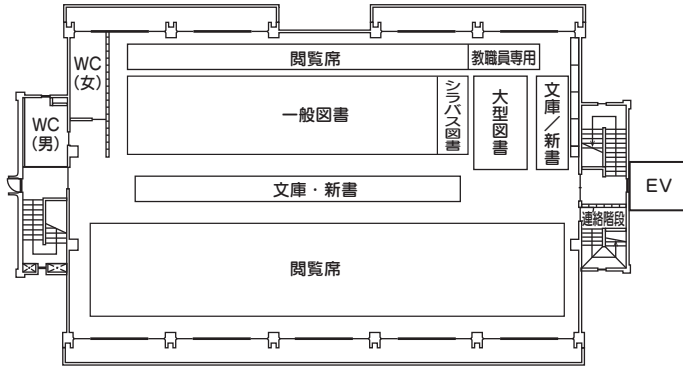 WC
(女)
閲覧席
教職員専用
WC
(男)
一般図書
シラバス図書
大型図書
文庫／新書
文庫・新書
EV
連絡階段
閲覧席